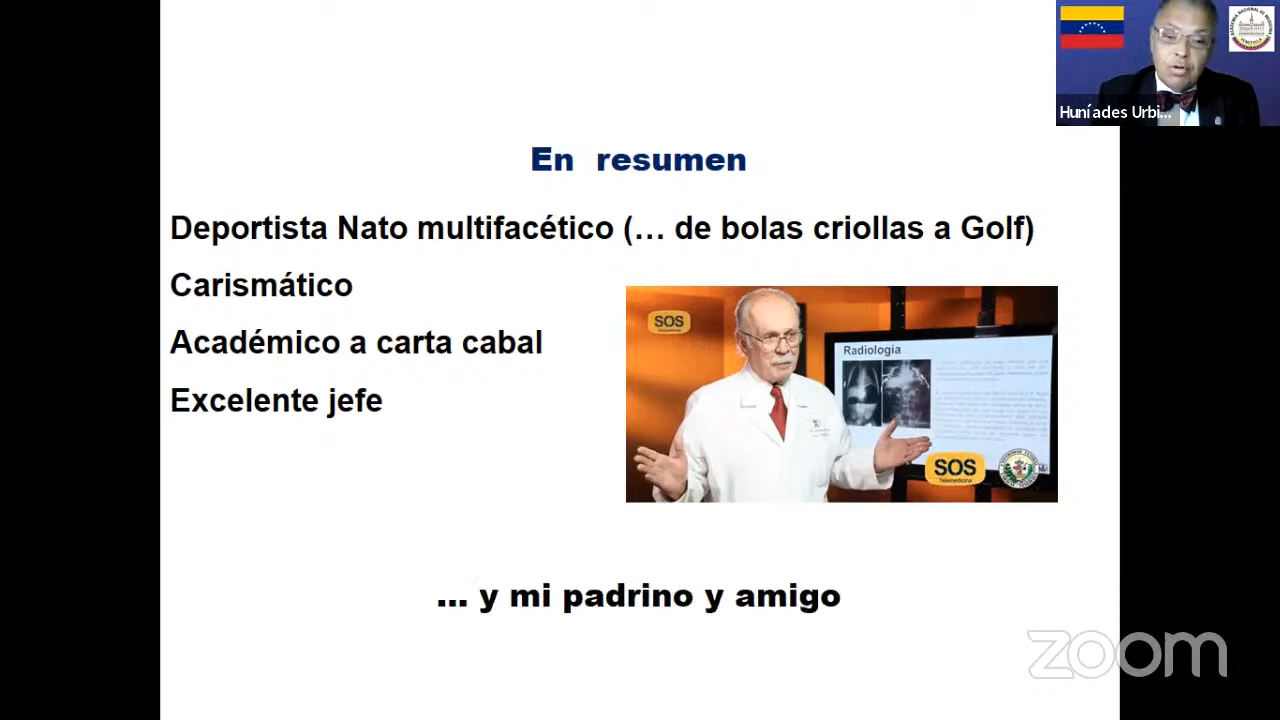 Huníades Urbi...
En resumen
Deportista Nato multifacético (... de bolas criollas a Golf)
Carismático
Académico a carta cabal
Excelente jefe
SOS
Radiología
SOS
Telemedicina
... y mi padrino y amigo
zoom